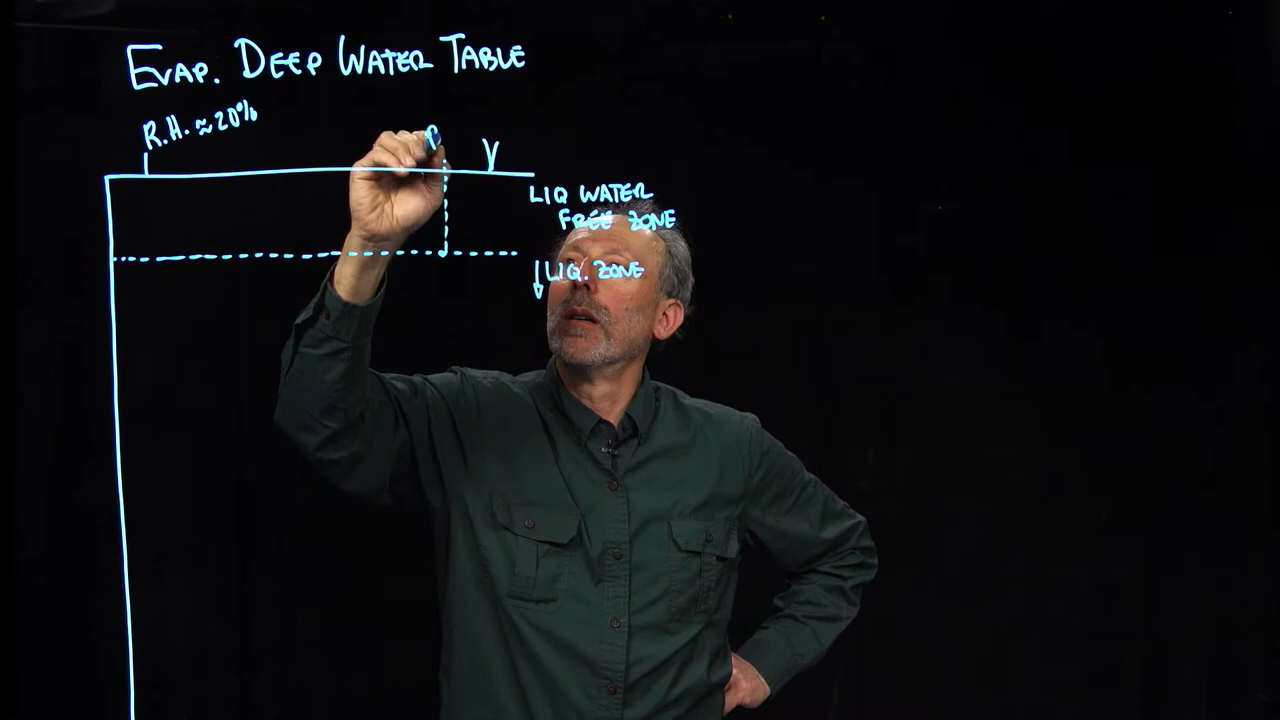 EVAP. DEEP WATER TABLE
R.H. ≈ 20%
LIQ WATER
FREE ZONE
↓ LIQ. ZONE